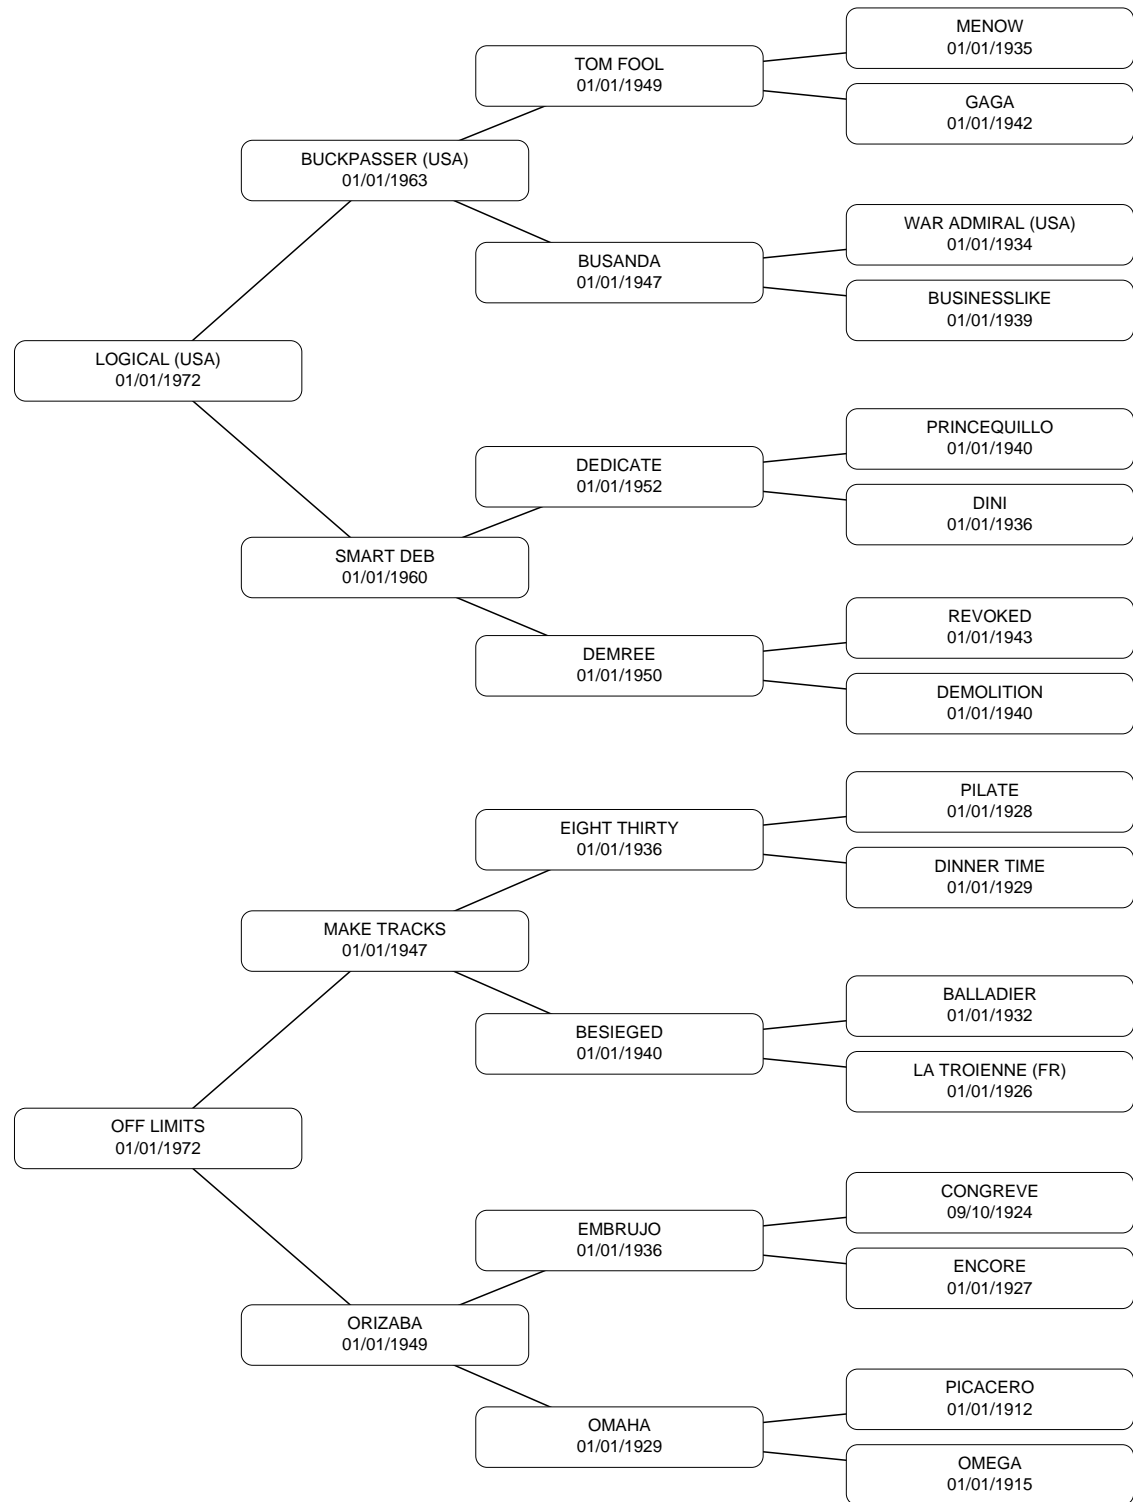 MENOW
01/01/1935
TOM FOOL
01/01/1949
GAGA
01/01/1942
BUCKPASSER (USA)
01/01/1963
WAR ADMIRAL (USA)
01/01/1934
BUSANDA
01/01/1947
BUSINESSLIKE
01/01/1939
LOGICAL (USA)
01/01/1972
PRINCEQUILLO
01/01/1940
DEDICATE
01/01/1952
DINI
01/01/1936
SMART DEB
01/01/1960
REVOKED
01/01/1943
DEMREE
01/01/1950
DEMOLITION
01/01/1940
PILATE
01/01/1928
EIGHT THIRTY
01/01/1936
DINNER TIME
01/01/1929
MAKE TRACKS
01/01/1947
BALLADIER
01/01/1932
BESIEGED
01/01/1940
LA TROIENNE (FR)
01/01/1926
OFF LIMITS
01/01/1972
CONGREVE
09/10/1924
EMBRUJO
01/01/1936
ENCORE
01/01/1927
ORIZABA
01/01/1949
PICACERO
01/01/1912
OMAHA
01/01/1929
OMEGA
01/01/1915